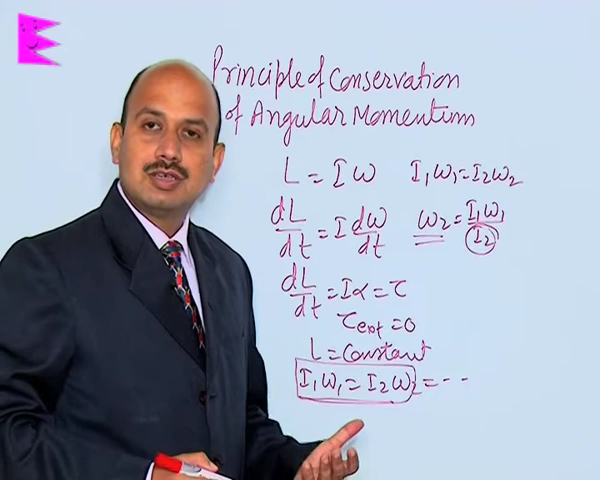 Principle of Conservation
of Angular Momentum
L = Iω
dL/dt = I dω/dt
dL/dt = Iα = τ
τext = 0
L = Constant
I₁ω₁ = I₂ω₂ = - -
I₁ω₁ = I₂ω₂
ω₂ = I₁ω₁/I₂